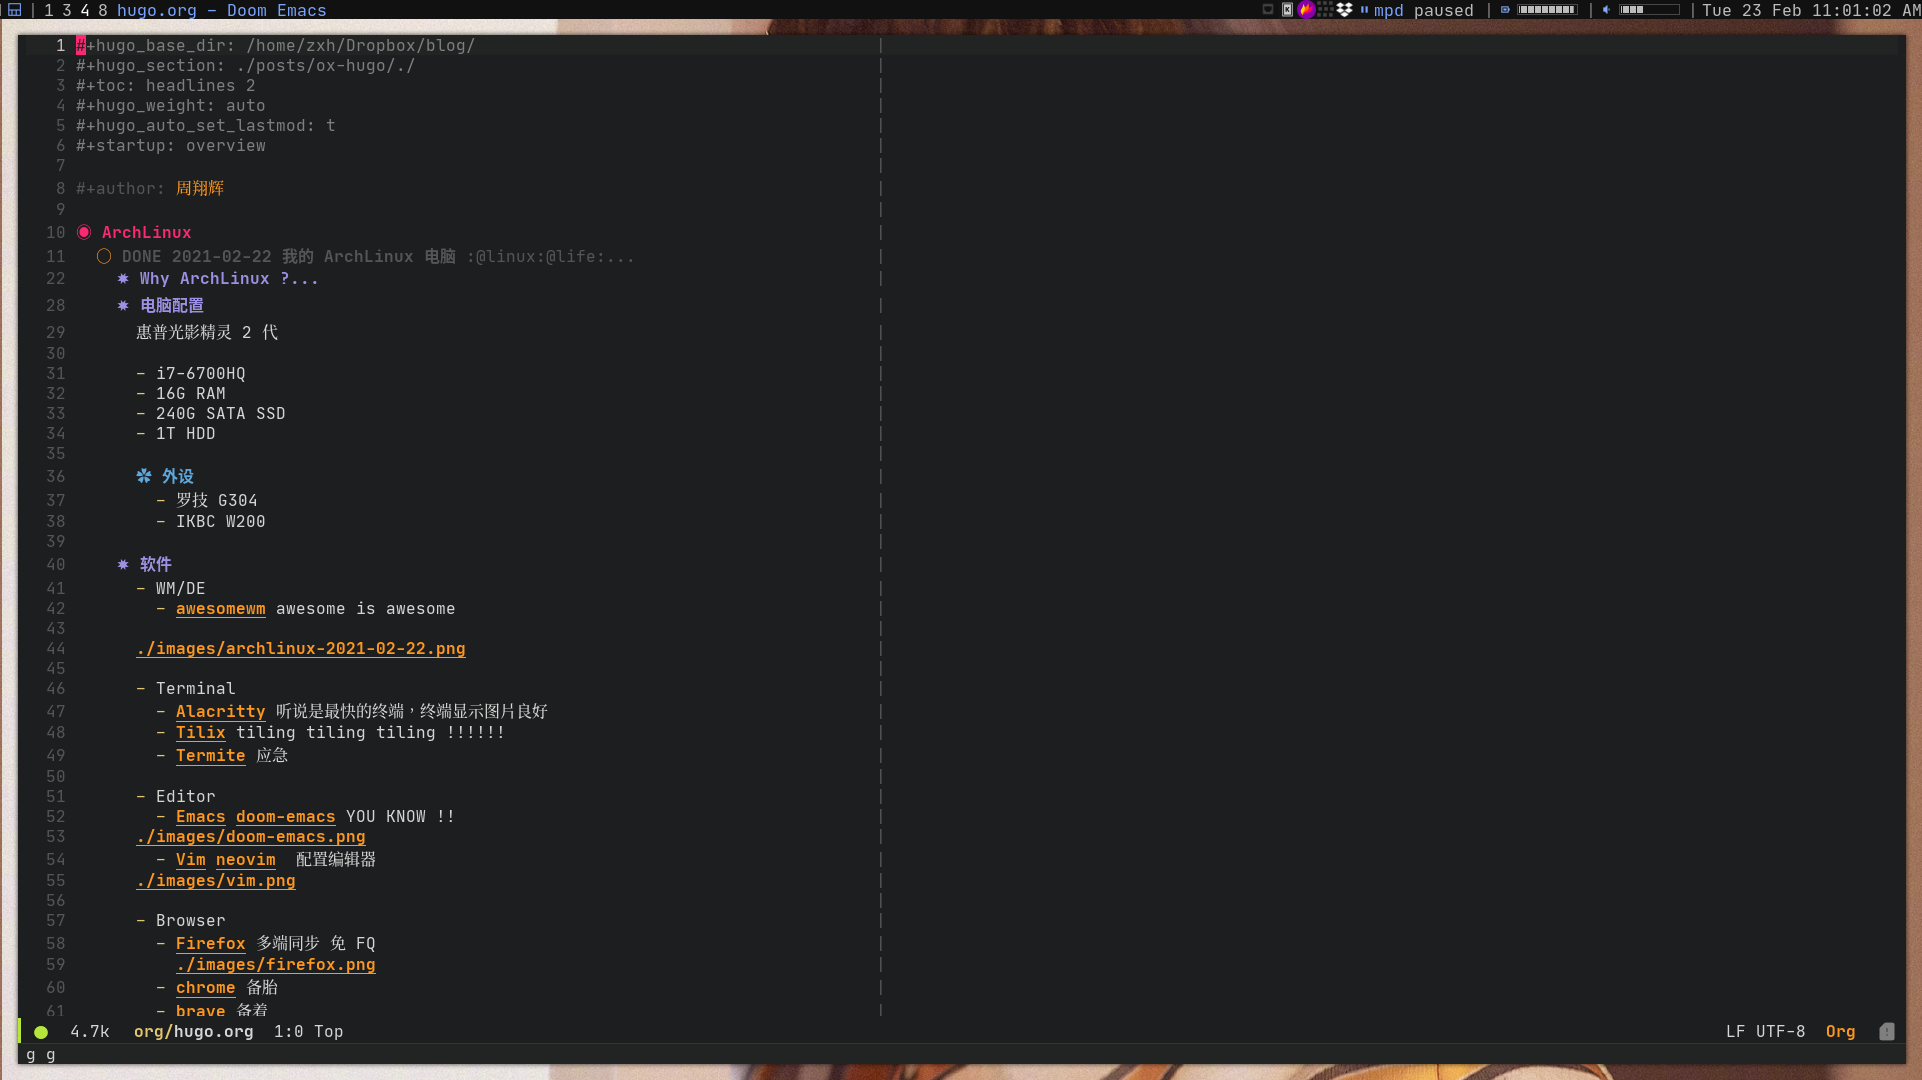 1 3 4 8 hugo.org - Doom Emacs
mpd paused | | | Tue 23 Feb 11:01:02 AM
1 #+hugo_base_dir: /home/zxh/Dropbox/blog/
2 #+hugo_section: ./posts/ox-hugo/./
3 #+toc: headlines 2
4 #+hugo_weight: auto
5 #+hugo_auto_set_lastmod: t
6 #+startup: overview
7
8 #+author: 周翔辉
9
10 ArchLinux
11 DONE 2021-02-22 我的 ArchLinux 电脑 :@linux:@life:...
22 Why ArchLinux ?...
28 电脑配置
29 惠普光影精灵 2 代
30
31 - i7-6700HQ
32 - 16G RAM
33 - 240G SATA SSD
34 - 1T HDD
35
36 外设
37 - 罗技 G304
38 - IKBC W200
39
40 软件
41 - WM/DE
42 - awesomewm awesome is awesome
43
44 ./images/archlinux-2021-02-22.png
45
46 - Terminal
47 - Alacritty 听说是最快的终端，终端显示图片良好
48 - Tilix tiling tiling tiling !!!!!!
49 - Termite 应急
50
51 - Editor
52 - Emacs doom-emacs YOU KNOW !!
53 ./images/doom-emacs.png
54 - Vim neovim 配置编辑器
55 ./images/vim.png
56
57 - Browser
58 - Firefox 多端同步 免 FQ
59 ./images/firefox.png
60 - chrome 备胎
61 - brave 备着
4.7k org/hugo.org 1:0 Top LF UTF-8 Org
g g